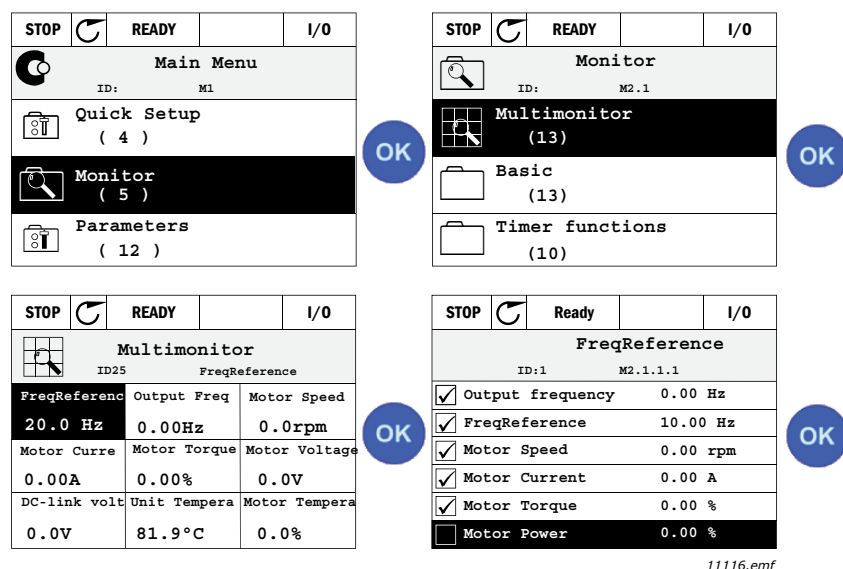 STOP READY I/O
Main Menu
ID: M1
Quick Setup
( 4 )
Monitor
( 5 )
Parameters
( 12 )
OK
STOP READY I/O
Monitor
ID: M2.1
Multimonitor
(13)
Basic
(13)
Timer functions
(10)
OK
STOP READY I/O
Multimonitor
ID25 FreqReference
FreqReferenc Output Freq Motor Speed
20.0 Hz 0.00Hz 0.0rpm
Motor Curre Motor Torque Motor Voltage
0.00A 0.00% 0.0V
DC-link volt Unit Tempera Motor Tempera
0.0V 81.9°C 0.0%
OK
STOP Ready I/O
FreqReference
ID:1 M2.1.1.1
Output frequency 0.00 Hz
FreqReference 10.00 Hz
Motor Speed 0.00 rpm
Motor Current 0.00 A
Motor Torque 0.00 %
Motor Power 0.00 %
OK
11116.emf